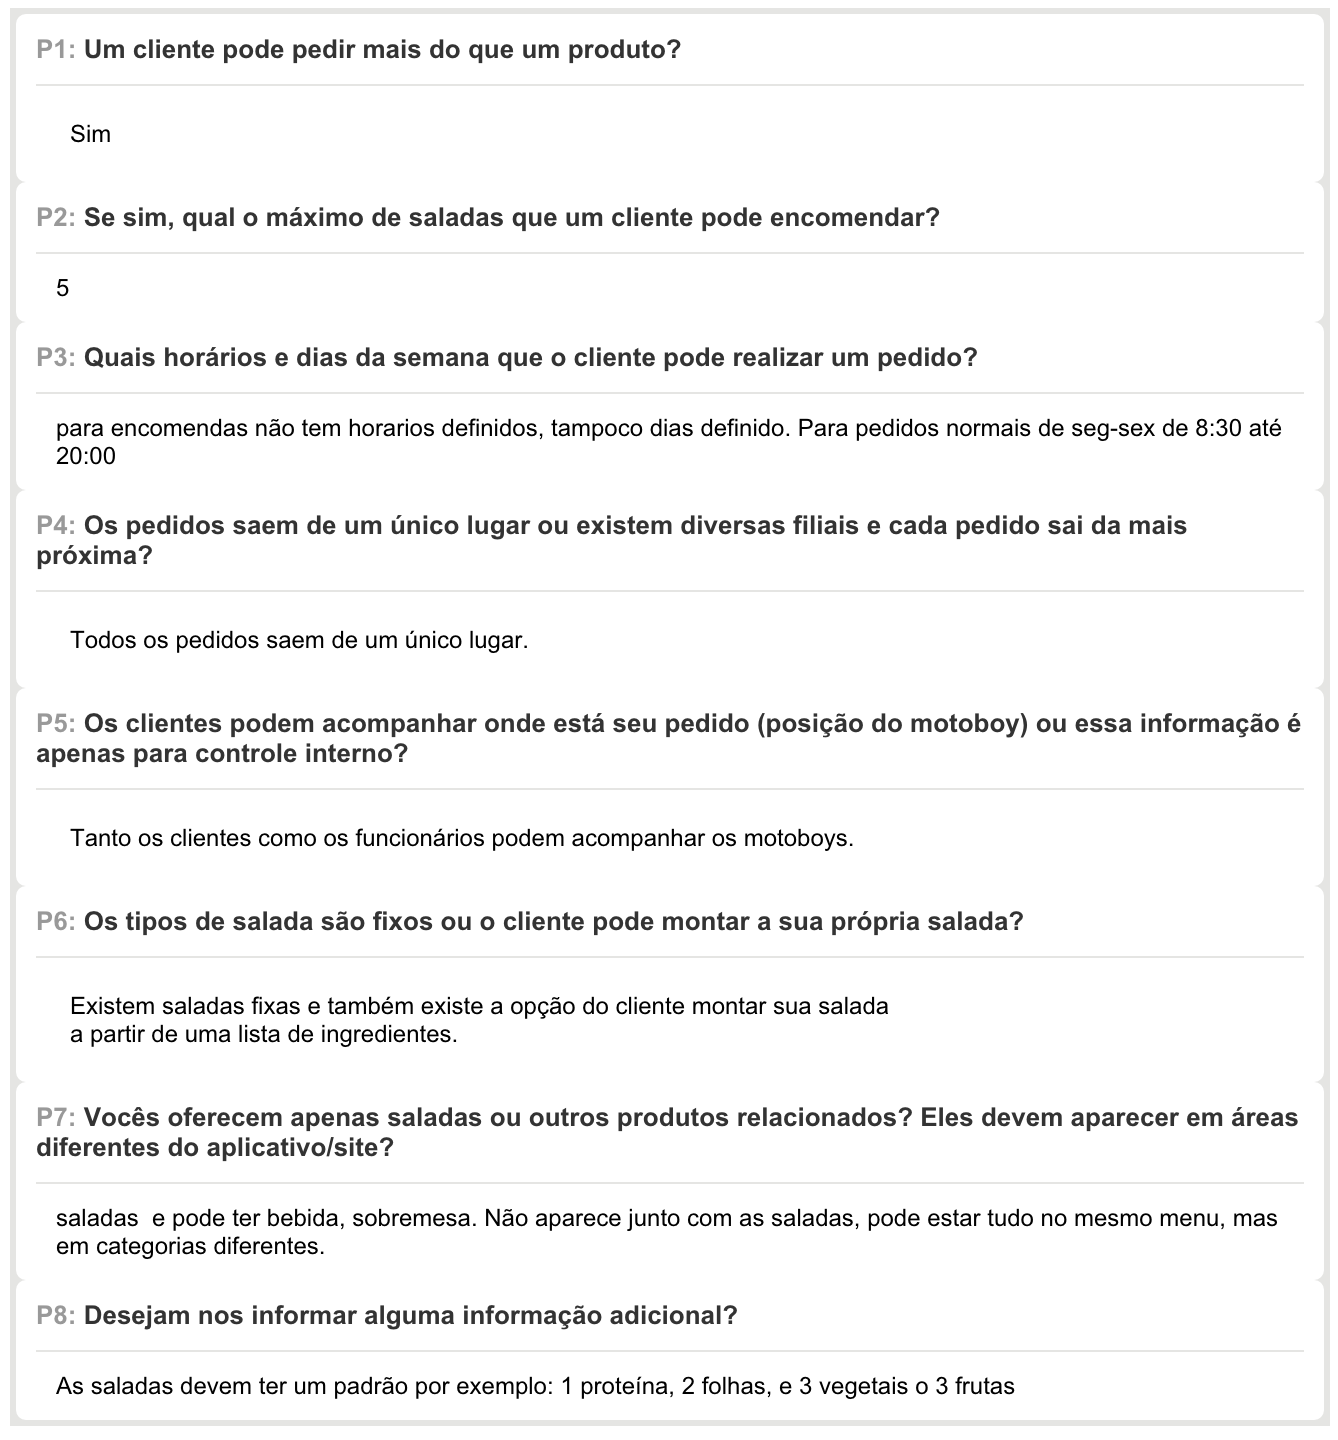 P1: Um cliente pode pedir mais do que um produto?
Sim
P2: Se sim, qual o máximo de saladas que um cliente pode encomendar?
5
P3: Quais horários e dias da semana que o cliente pode realizar um pedido?
para encomendas não tem horarios definidos, tampoco dias definido. Para pedidos normais de seg-sex de 8:30 até
20:00
P4: Os pedidos saem de um único lugar ou existem diversas filiais e cada pedido sai da mais
próxima?
Todos os pedidos saem de um único lugar.
P5: Os clientes podem acompanhar onde está seu pedido (posição do motoboy) ou essa informação é
apenas para controle interno?
Tanto os clientes como os funcionários podem acompanhar os motoboys.
P6: Os tipos de salada são fixos ou o cliente pode montar a sua própria salada?
Existem saladas fixas e também existe a opção do cliente montar sua salada
a partir de uma lista de ingredientes.
P7: Vocês oferecem apenas saladas ou outros produtos relacionados? Eles devem aparecer em áreas
diferentes do aplicativo/site?
saladas  e pode ter bebida, sobremesa. Não aparece junto com as saladas, pode estar tudo no mesmo menu, mas
em categorias diferentes.
P8: Desejam nos informar alguma informação adicional?
As saladas devem ter um padrão por exemplo: 1 proteína, 2 folhas, e 3 vegetais o 3 frutas